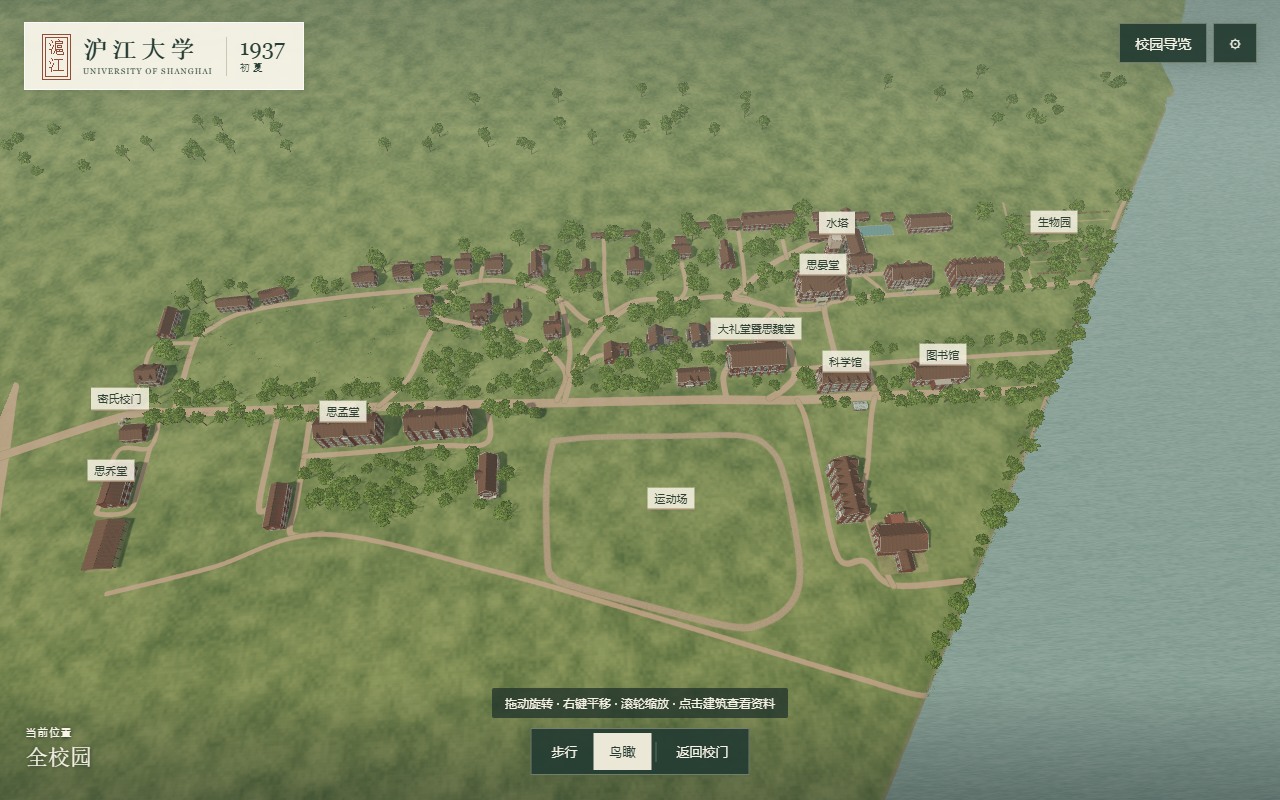 滬江
沪江大学
UNIVERSITY OF SHANGHAI
1937
初夏
校园导览
水塔
生物园
思晏堂
大礼堂暨思魏堂
科学馆
图书馆
密氏校门
思孟堂
思乔堂
运动场
拖动旋转 · 右键平移 · 滚轮缩放 · 点击建筑查看资料
当前位置
全校园
步行
鸟瞰
返回校门